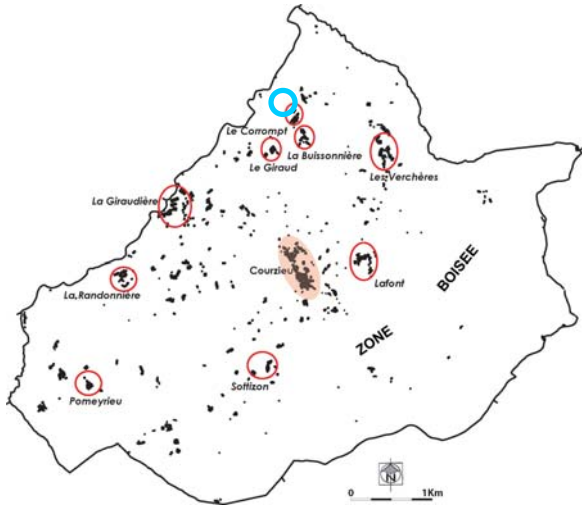 Le Corrompt
La Buissonnière
Le Giraud
Les Verchères
La Giraudière
Courzieu
Lafont
BOISEE
La Randonnière
ZONE
Sottizon
Pomeyrieu
N
0 1Km